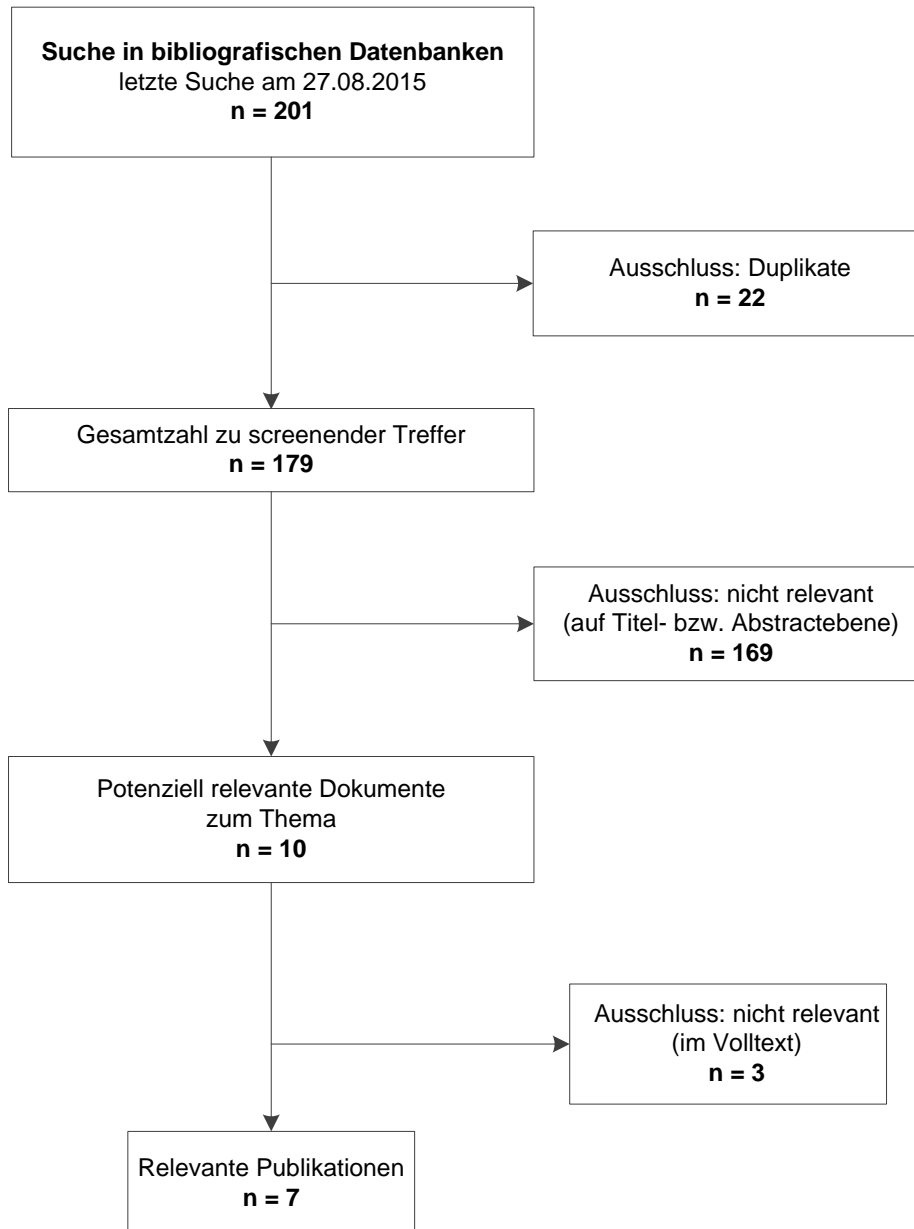 Suche in bibliografischen Datenbanken
letzte Suche am 27.08.2015
n = 201
Ausschluss: Duplikate
n = 22
Gesamtzahl zu screenender Treffer
n = 179
Ausschluss: nicht relevant
(auf Titel- bzw. Abstractebene)
n = 169
Potenziell relevante Dokumente
zum Thema
n = 10
Ausschluss: nicht relevant
(im Volltext)
n = 3
Relevante Publikationen
n = 7